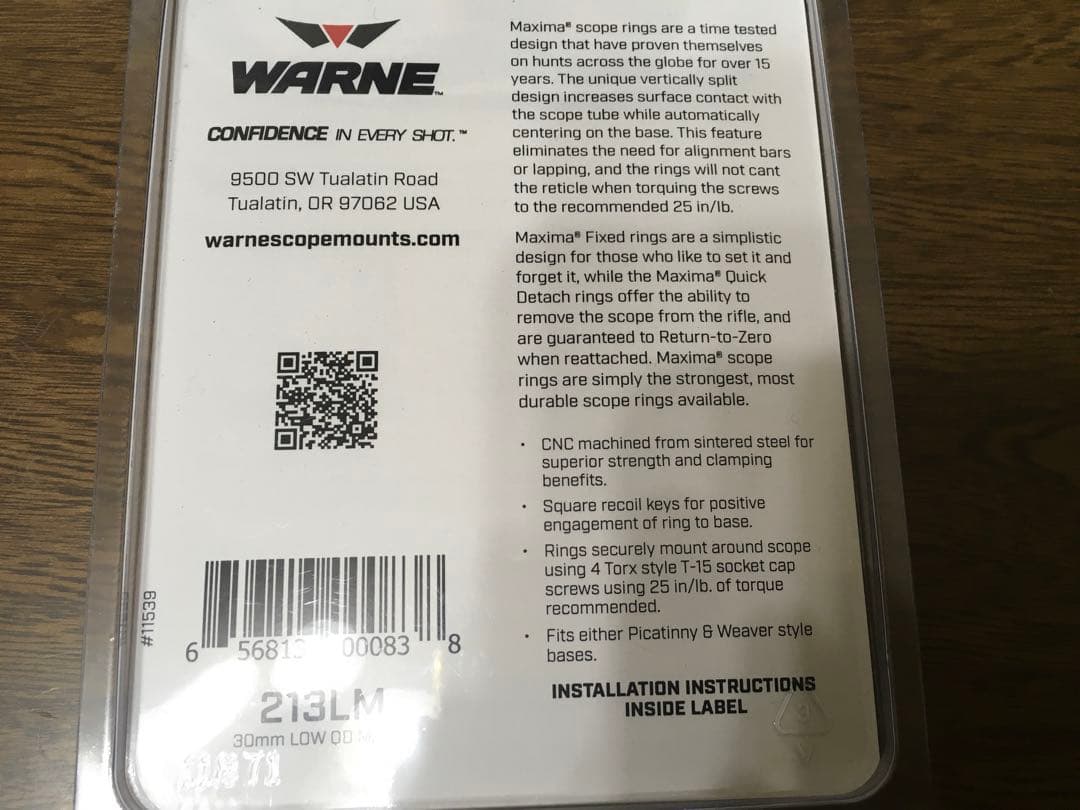 WARNE™
CONFIDENCE IN EVERY SHOT.™
9500 SW Tualatin Road
Tualatin, OR 97062 USA
warnescopemounts.com
#11539
6 56812 00083 8
213LM
30mm LOW QD
Maxima® scope rings are a time tested
design that have proven themselves
on hunts across the globe for over 15
years. The unique vertically split
design increases surface contact with
the scope tube while automatically
centering on the base. This feature
eliminates the need for alignment bars
or lapping, and the rings will not cant
the reticle when torquing the screws
to the recommended 25 in/lb.
Maxima® Fixed rings are a simplistic
design for those who like to set it and
forget it, while the Maxima® Quick
Detach rings offer the ability to
remove the scope from the rifle, and
are guaranteed to Return-to-Zero
when reattached. Maxima® scope
rings are simply the strongest, most
durable scope rings available.
· CNC machined from sintered steel for
superior strength and clamping
benefits.
· Square recoil keys for positive
engagement of ring to base.
· Rings securely mount around scope
using 4 Torx style T-15 socket cap
screws using 25 in/lb. of torque
recommended.
· Fits either Picatinny & Weaver style
bases.
INSTALLATION INSTRUCTIONS
INSIDE LABEL